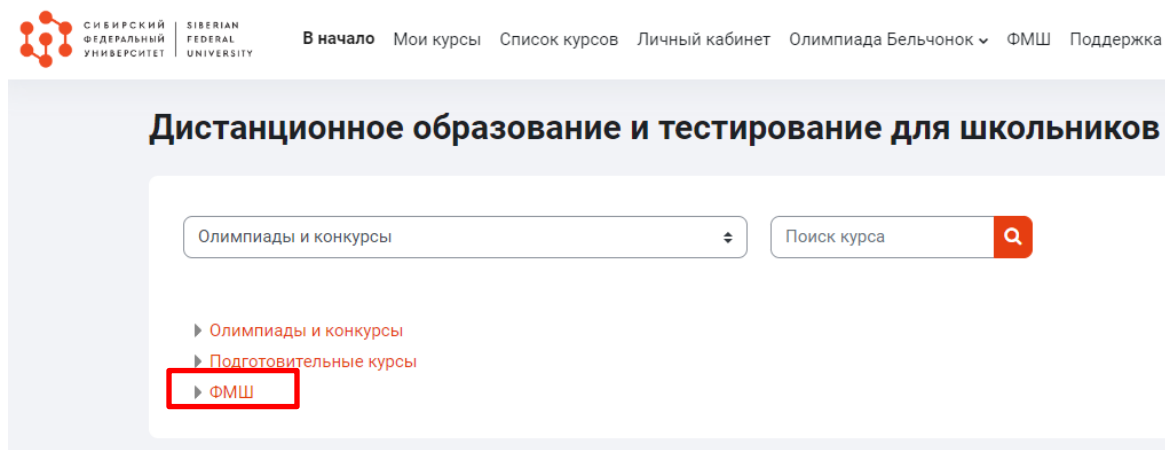 СИБИРСКИЙ
ФЕДЕРАЛЬНЫЙ
УНИВЕРСИТЕТ
SIBERIAN
FEDERAL
UNIVERSITY
В начало Мои курсы Список курсов Личный кабинет Олимпиада Бельчонок ФМШ Поддержка
Дистанционное образование и тестирование для школьников
Олимпиады и конкурсы Поиск курса
Олимпиады и конкурсы
Подготовительные курсы
ФМШ